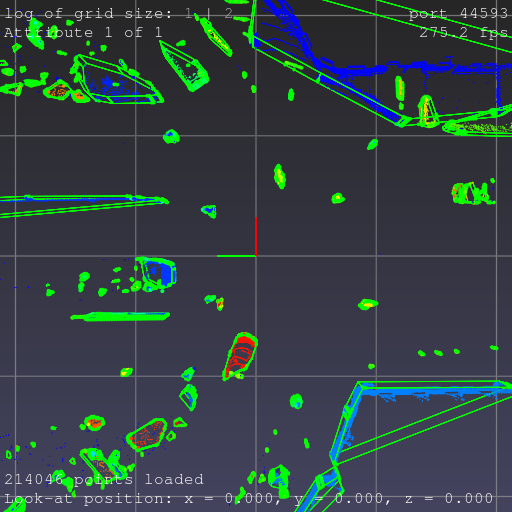 log of grid size: 1 | 2
port 44593
Attribute 1 of 1
275.2 fps
214046 points loaded
Look-at position: x = 0.000, y = 0.000, z = 0.000